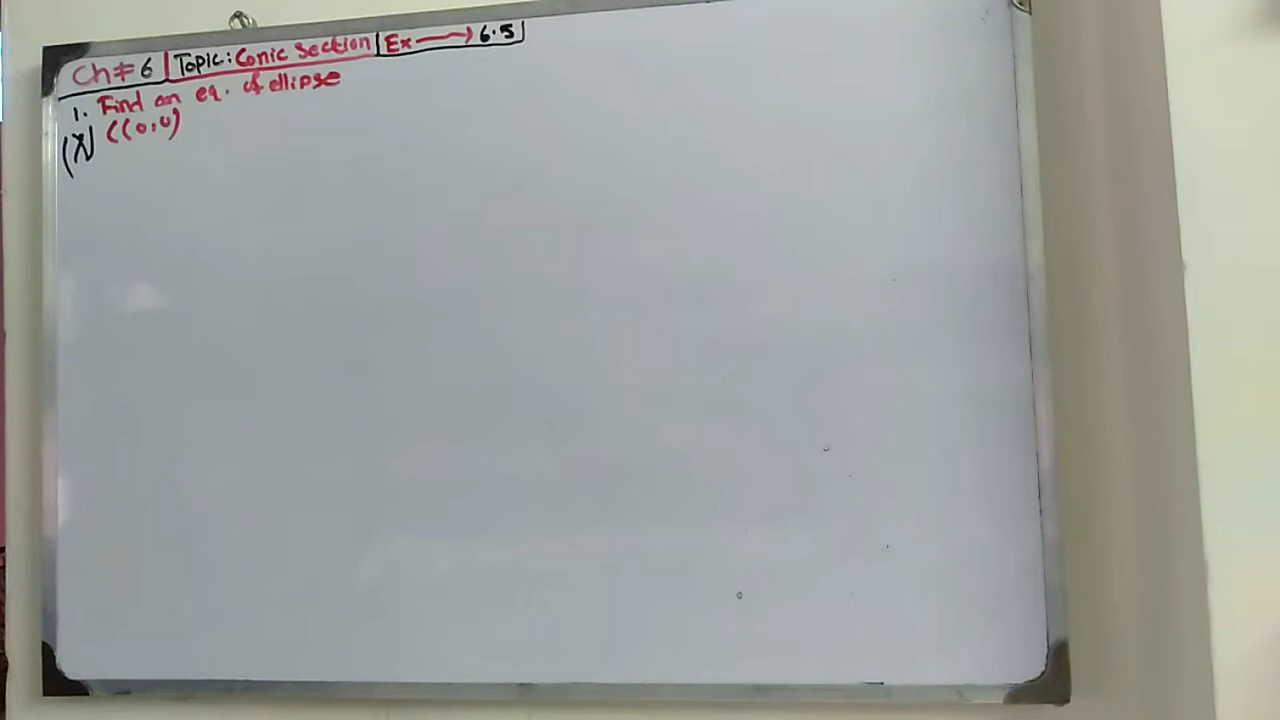 Ch # 6 | Topic: Conic Section | Ex → 6.5
1. Find an eq. of ellipse
(X) C(0,0)